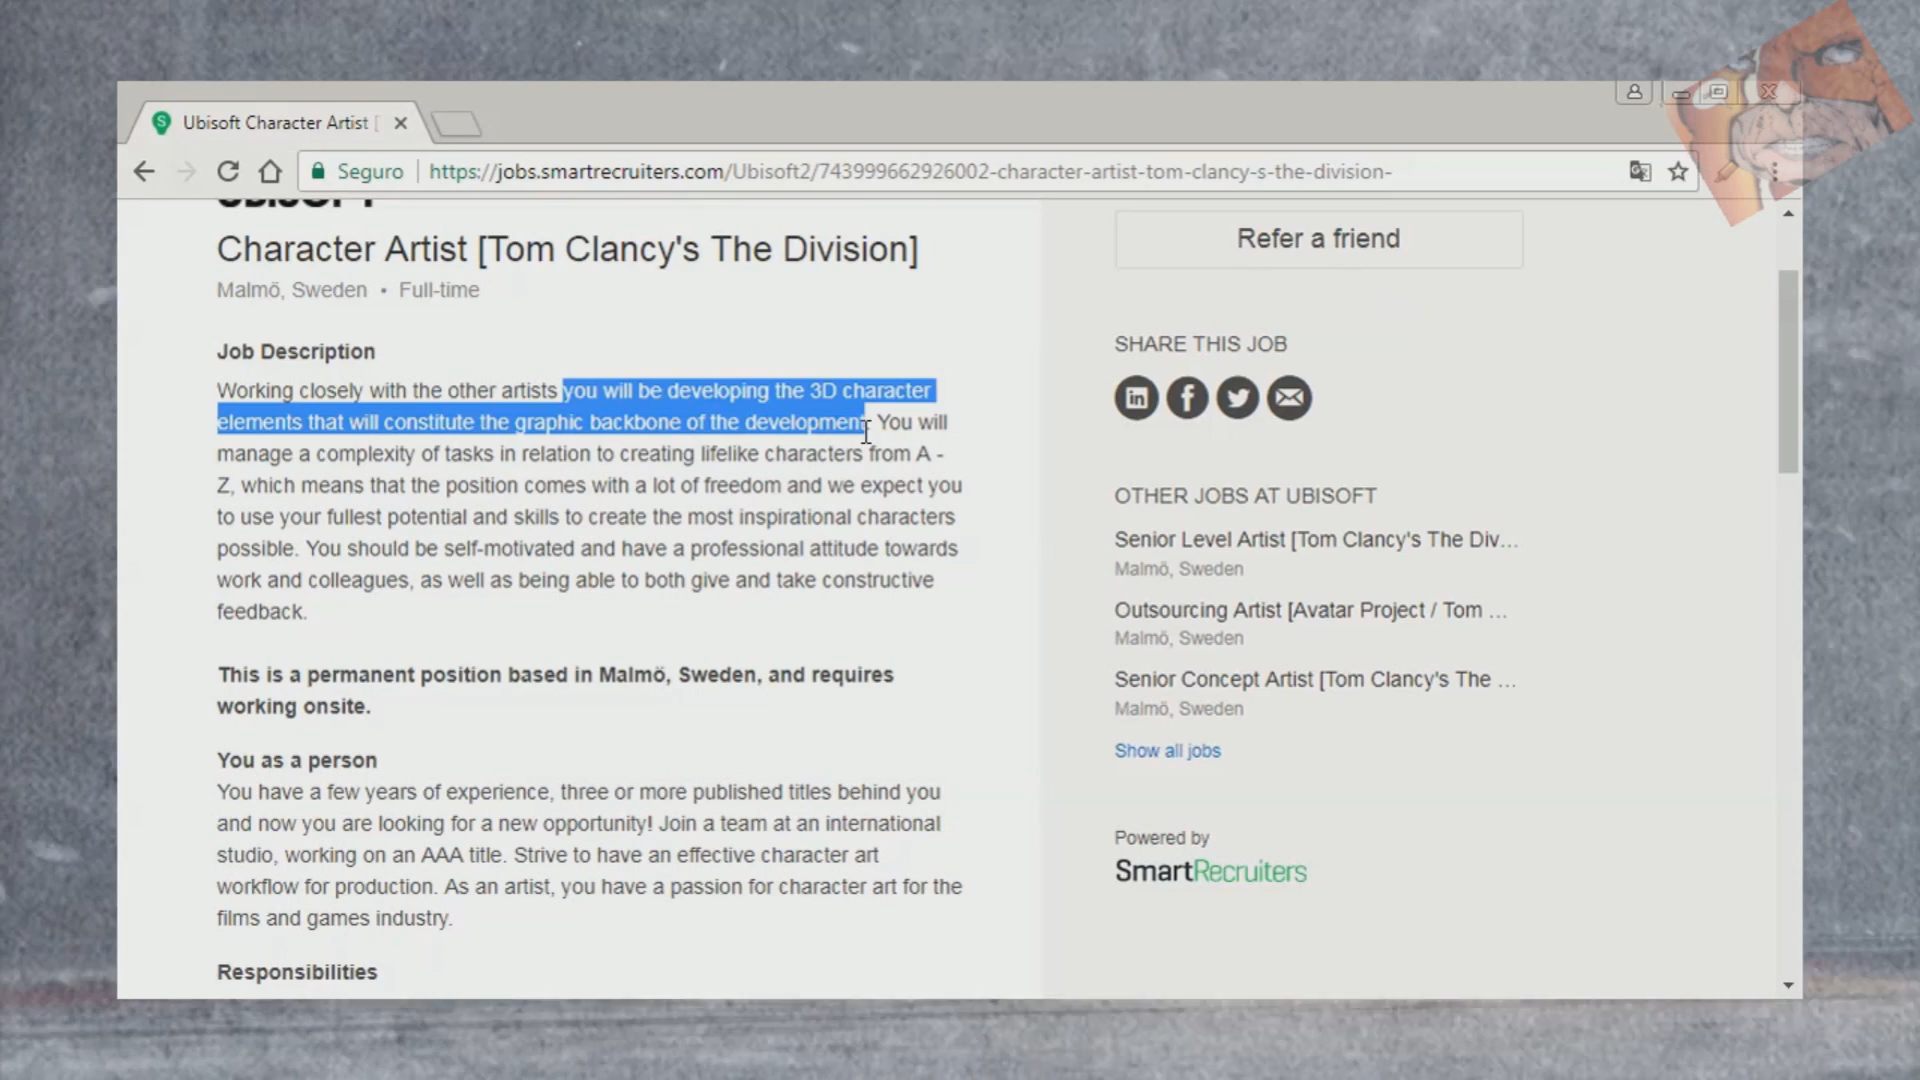 Ubisoft Character Artist [
Seguro
https://jobs.smartrecruiters.com/Ubisoft2/743999662926002-character-artist-tom-clancy-s-the-division-
UBISOFT
Character Artist [Tom Clancy's The Division]
Malmö, Sweden • Full-time
Job Description
Working closely with the other artists you will be developing the 3D character
elements that will constitute the graphic backbone of the development. You will
manage a complexity of tasks in relation to creating lifelike characters from A -
Z, which means that the position comes with a lot of freedom and we expect you
to use your fullest potential and skills to create the most inspirational characters
possible. You should be self-motivated and have a professional attitude towards
work and colleagues, as well as being able to both give and take constructive
feedback.
This is a permanent position based in Malmö, Sweden, and requires
working onsite.
You as a person
You have a few years of experience, three or more published titles behind you
and now you are looking for a new opportunity! Join a team at an international
studio, working on an AAA title. Strive to have an effective character art
workflow for production. As an artist, you have a passion for character art for the
films and games industry.
Responsibilities
Refer a friend
SHARE THIS JOB
OTHER JOBS AT UBISOFT
Senior Level Artist [Tom Clancy's The Div...
Malmö, Sweden
Outsourcing Artist [Avatar Project / Tom ...
Malmö, Sweden
Senior Concept Artist [Tom Clancy's The ...
Malmö, Sweden
Show all jobs
Powered by
SmartRecruiters